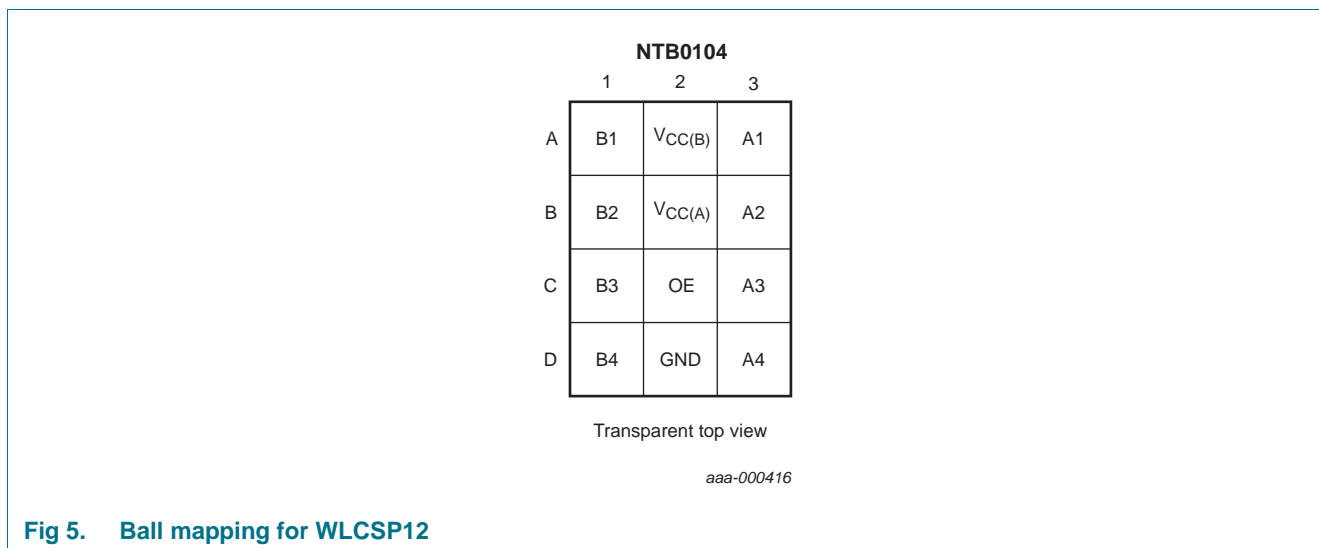 NTB0104
1 2 3
A B1 VCC(B) A1
B B2 VCC(A) A2
C B3 OE A3
D B4 GND A4
Transparent top view
aaa-000416
Fig 5. Ball mapping for WLCSP12